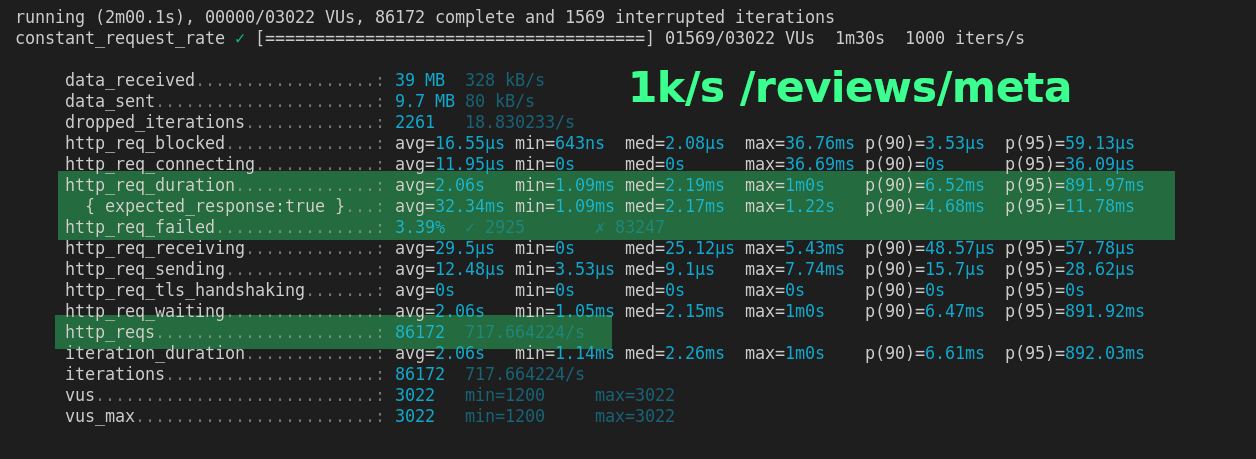 running (2m00.1s), 00000/03022 VUs, 86172 complete and 1569 interrupted iterations
constant_request_rate ✓ [======================================] 01569/03022 VUs  1m30s  1000 iters/s
1k/s /reviews/meta
data_received..................: 39 MB  328 kB/s
data_sent......................: 9.7 MB 80 kB/s
dropped_iterations.............: 2261   18.830233/s
http_req_blocked...............: avg=16.55µs min=643ns  med=2.08µs  max=36.76ms p(90)=3.53µs  p(95)=59.13µs
http_req_connecting............: avg=11.95µs min=0s     med=0s      max=36.69ms p(90)=0s      p(95)=36.09µs
http_req_duration..............: avg=2.06s   min=1.09ms med=2.19ms  max=1m0s    p(90)=6.52ms  p(95)=891.97ms
{ expected_response:true }...: avg=32.34ms min=1.09ms med=2.17ms  max=1.22s   p(90)=4.68ms  p(95)=11.78ms
http_req_failed................: 3.39%  ✓ 2925       ✗ 83247
http_req_receiving.............: avg=29.5µs  min=0s     med=25.12µs max=5.43ms  p(90)=48.57µs p(95)=57.78µs
http_req_sending...............: avg=12.48µs min=3.53µs med=9.1µs   max=7.74ms  p(90)=15.7µs  p(95)=28.62µs
http_req_tls_handshaking.......: avg=0s      min=0s     med=0s      max=0s      p(90)=0s      p(95)=0s
http_req_waiting...............: avg=2.06s   min=1.05ms med=2.15ms  max=1m0s    p(90)=6.47ms  p(95)=891.92ms
http_reqs......................: 86172  717.664224/s
iteration_duration.............: avg=2.06s   min=1.14ms med=2.26ms  max=1m0s    p(90)=6.61ms  p(95)=892.03ms
iterations.....................: 86172  717.664224/s
vus............................: 3022   min=1200     max=3022
vus_max........................: 3022   min=1200     max=3022